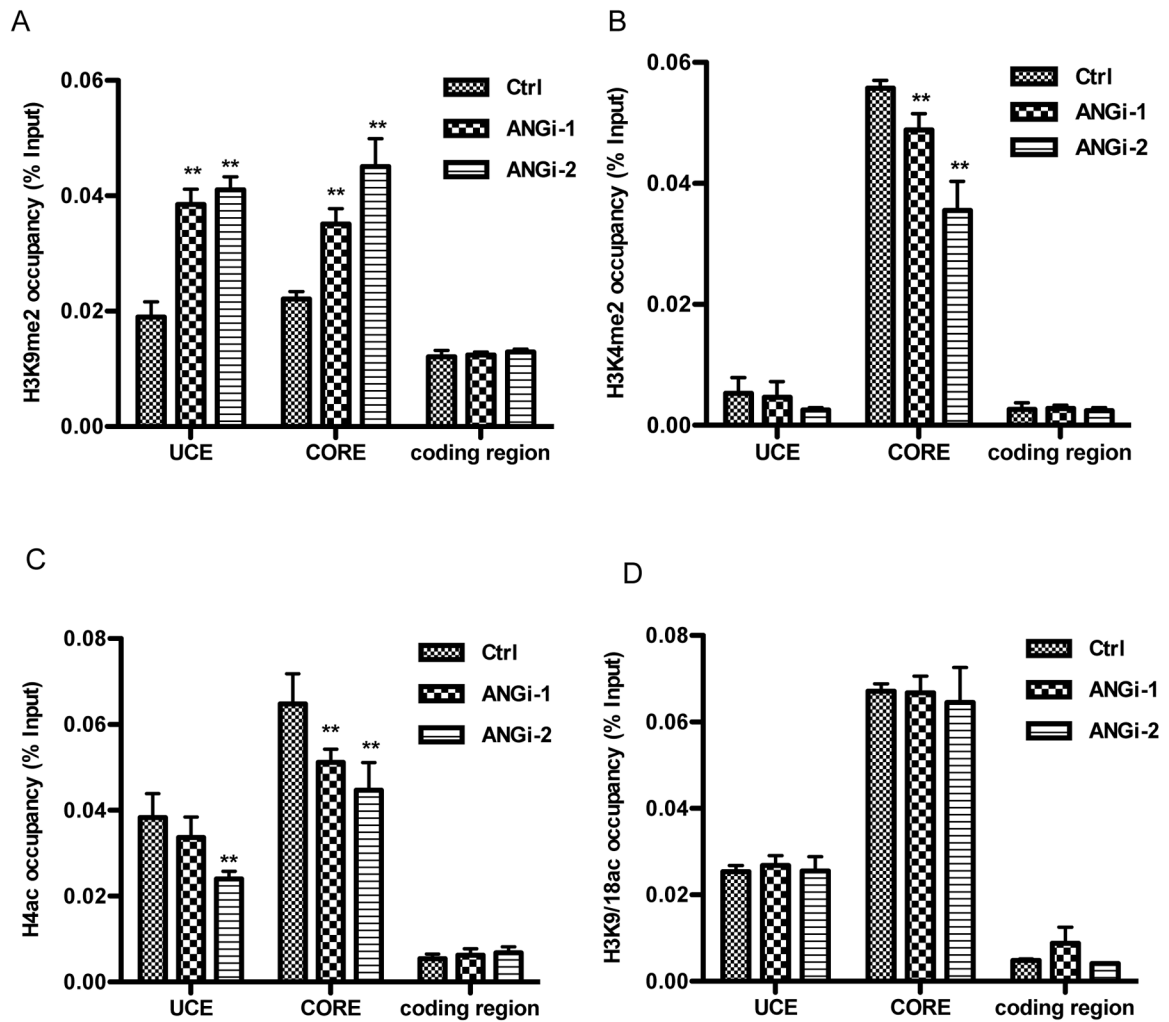 A
H3K9me2 occupancy (% Input)
0.06
0.04
0.02
0.00
Ctrl
ANGi-1
ANGi-2
** ** ** **
UCE CORE coding region
B
H3K4me2 occupancy (% Input)
0.06
0.04
0.02
0.00
Ctrl
ANGi-1
ANGi-2
** **
UCE CORE coding region
C
H4ac occupancy (% Input)
0.08
0.06
0.04
0.02
0.00
Ctrl
ANGi-1
ANGi-2
** ** **
UCE CORE coding region
D
H3K9/18ac occupancy (% Input)
0.08
0.06
0.04
0.02
0.00
Ctrl
ANGi-1
ANGi-2
UCE CORE coding region